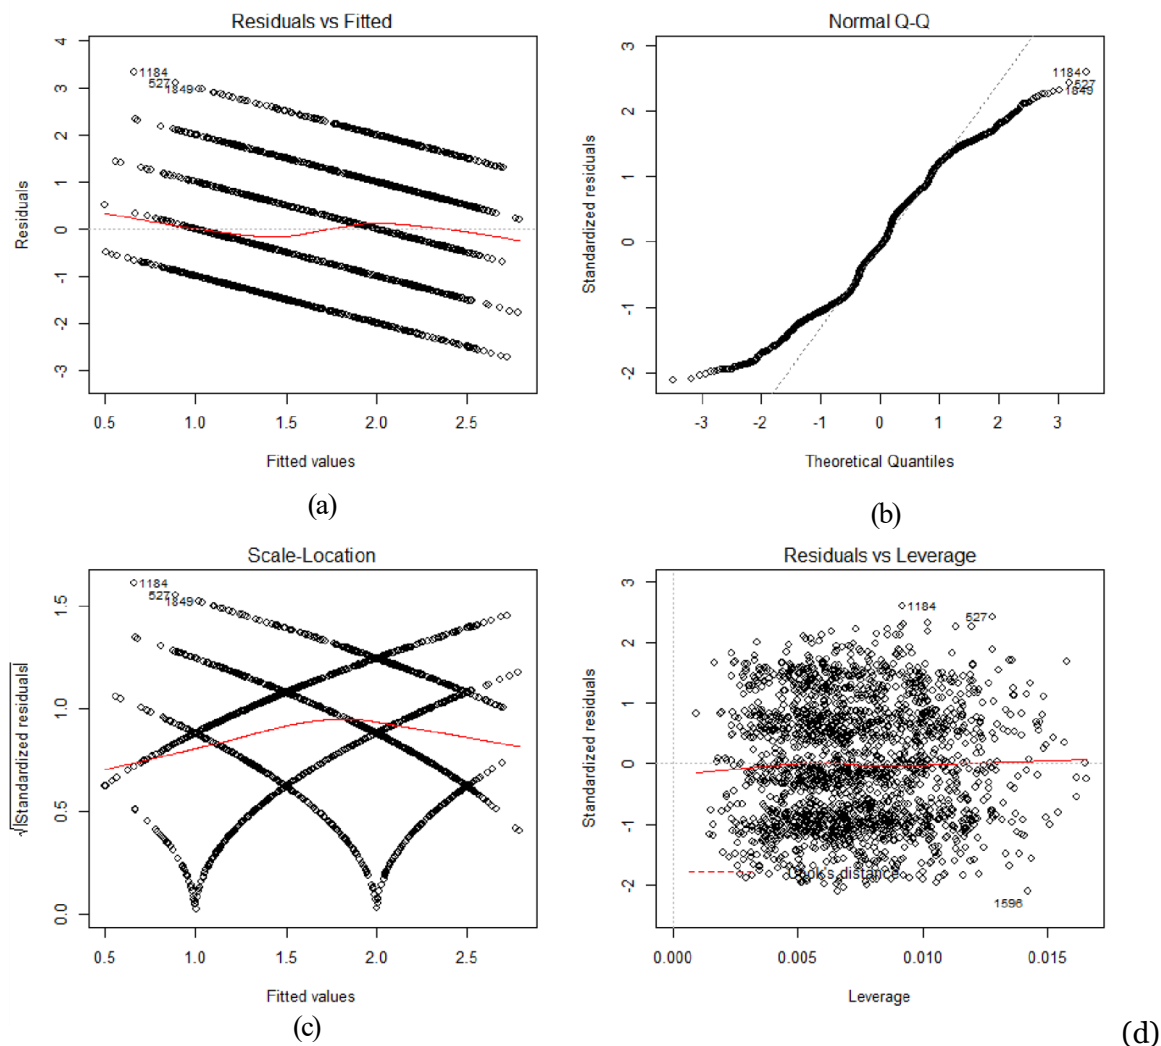 Residuals vs Fitted
4
3
2
1
0
-1
-2
-3
Residuals
1184
527
1849
0.5 1.0 1.5 2.0 2.5
Fitted values
(a)
Normal Q-Q
3
2
1
0
-1
-2
Standardized residuals
1184
527
1849
-3 -2 -1 0 1 2 3
Theoretical Quantiles
(b)
Scale-Location
1.5
1.0
0.5
0.0
√|Standardized residuals|
1184
527
1849
0.5 1.0 1.5 2.0 2.5
Fitted values
(c)
Residuals vs Leverage
3
2
1
0
-1
-2
Standardized residuals
1184
527
Cook's distance
1596
0.000 0.005 0.010 0.015
Leverage
(d)